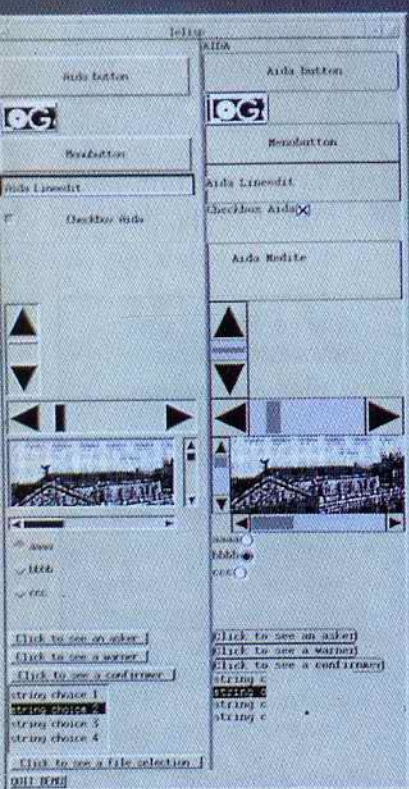 lelisp
AIDA
Aida button
Aida button
LOG
LOG
Menubutton
Menubutton
Aida Lineedit
Aida Lineedit
Checkbox Aida
Checkbox Aida
Aida Medite
aaaa
bbbb
ccc
aaaa
bbbb
ccc
Click to see an asker
Click to see a warner
Click to see a confirmer
string choice 1
string choice 2
string choice 3
string choice 4
Click to see a file selection
QUIT DEMO
Click to see an asker
Click to see a warner
Click to see a confirmer
string c
string c
string c
string c